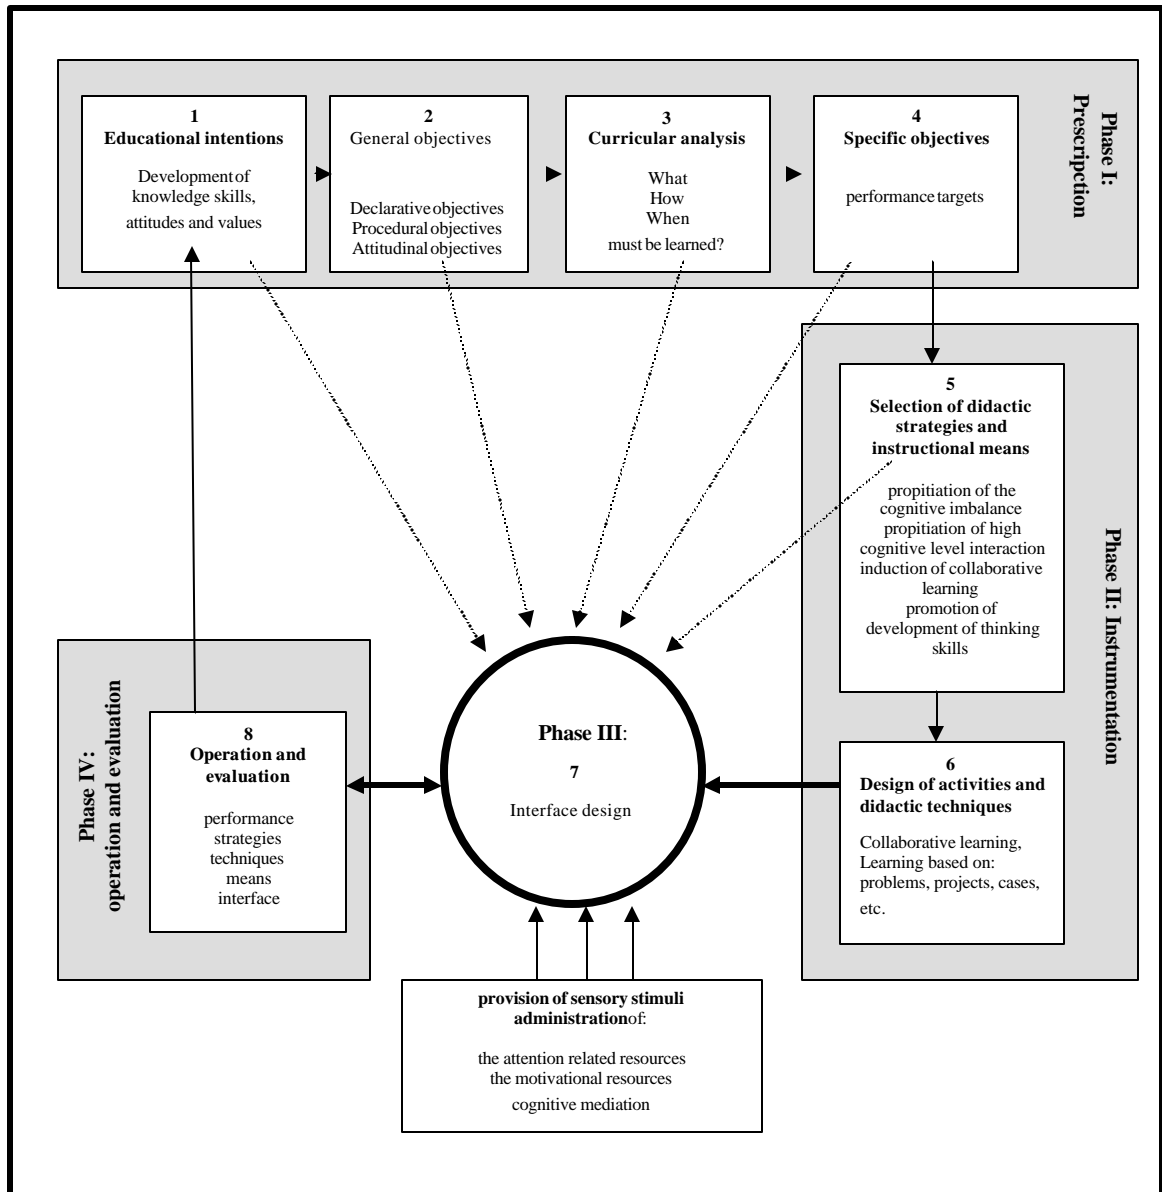 1
Educational intentions
Development of
knowledge skills,
attitudes and values
2
General objectives
Declarative objectives
Procedural objectives
Attitudinal objectives
3
Curricular analysis
What
How
When
must be learned?
4
Specific objectives
performance targets
Phase I:
Prescripction
5
Selection of didactic
strategies and
instructional means
propitiation of the
cognitive imbalance
propitiation of high
cognitive level interaction
induction of collaborative
learning
promotion of
development of thinking
skills
Phase II: Instrumentation
6
Design of activities and
didactic techniques
Collaborative learning,
Learning based on:
problems, projects, cases,
etc.
Phase III:
7
Interface design
Phase IV:
operation and evaluation
8
Operation and
evaluation
performance
strategies
techniques
means
interface
provision of sensory stimuli
administration of:
the attention related resources
the motivational resources
cognitive mediation